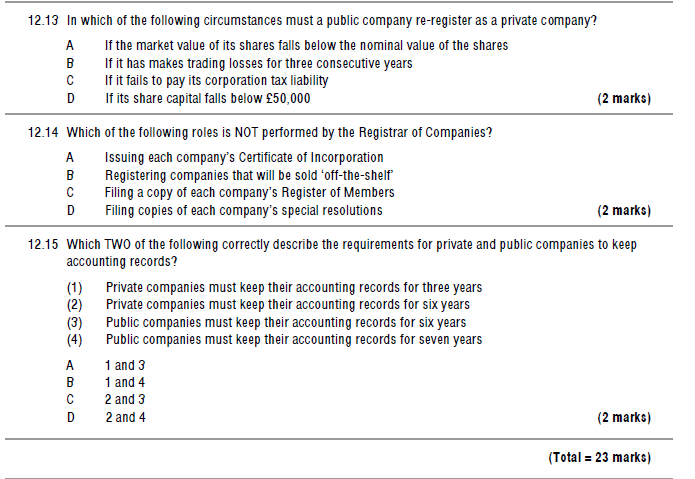 12.13 In which of the following circumstances must a public company re-register as a private company?
A If the market value of its shares falls below the nominal value of the shares
B If it has makes trading losses for three consecutive years
C If it fails to pay its corporation tax liability
D If its share capital falls below £50,000 (2 marks)
12.14 Which of the following roles is NOT performed by the Registrar of Companies?
A Issuing each company's Certificate of Incorporation
B Registering companies that will be sold 'off-the-shelf'
C Filing a copy of each company's Register of Members
D Filing copies of each company's special resolutions (2 marks)
12.15 Which TWO of the following correctly describe the requirements for private and public companies to keep
accounting records?
(1) Private companies must keep their accounting records for three years
(2) Private companies must keep their accounting records for six years
(3) Public companies must keep their accounting records for six years
(4) Public companies must keep their accounting records for seven years
A 1 and 3
B 1 and 4
C 2 and 3
D 2 and 4 (2 marks)
(Total = 23 marks)